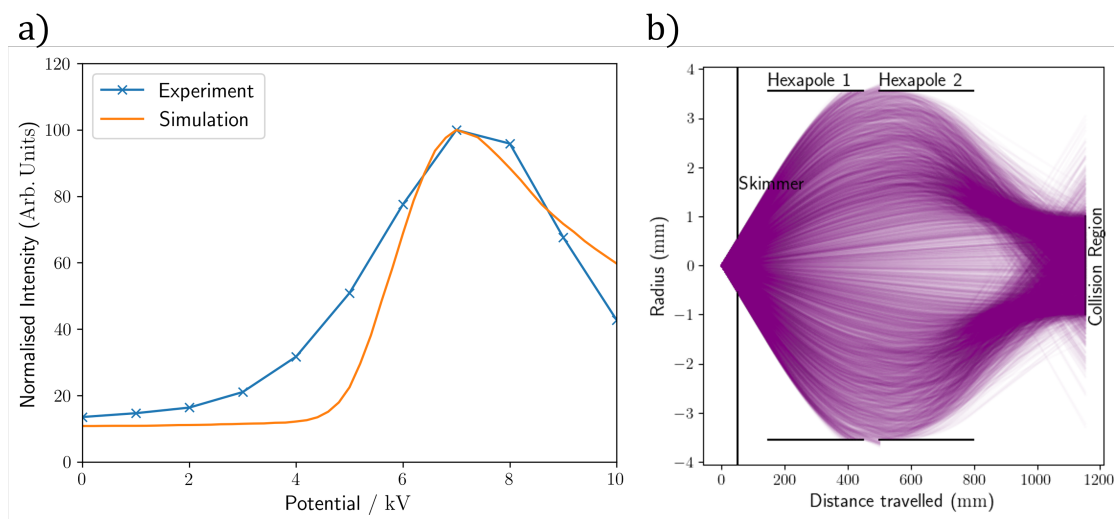 a)
120
100
80
60
40
20
0
0 2 4 6 8 10
Normalised Intensity (Arb. Units)
Potential / kV
Experiment
Simulation
b)
4
3
2
1
0
−1
−2
−3
−4
0 200 400 600 800 1000 1200
Radius (mm)
Distance travelled (mm)
Hexapole 1 Hexapole 2
Skimmer
Collision Region